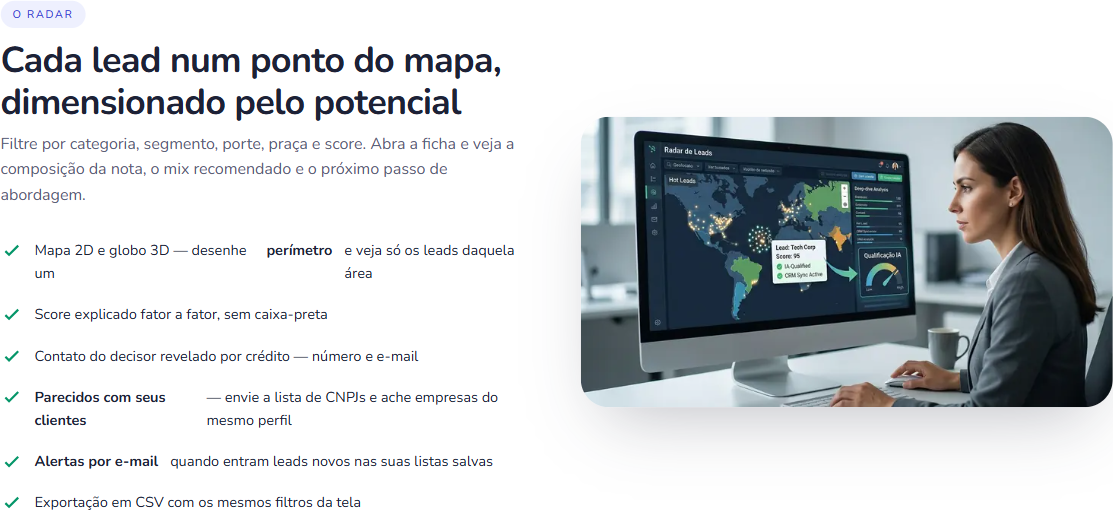 O RADAR
Cada lead num ponto do mapa,
dimensionado pelo potencial
Filtre por categoria, segmento, porte, praça e score. Abra a ficha e veja a
composição da nota, o mix recomendado e o próximo passo de
abordagem.
Mapa 2D e globo 3D — desenhe um perímetro e veja só os leads daquela área
Score explicado fator a fator, sem caixa-preta
Contato do decisor revelado por crédito — número e e-mail
Parecidos com seus clientes — envie a lista de CNPJs e ache empresas do mesmo perfil
Alertas por e-mail quando entram leads novos nas suas listas salvas
Exportação em CSV com os mesmos filtros da tela
Radar de Leads
Hot Leads
Deep-dive Analysis
Lead: Tech Corp
Score: 95
IA-Qualified
CRM Sync Active
Qualificação IA